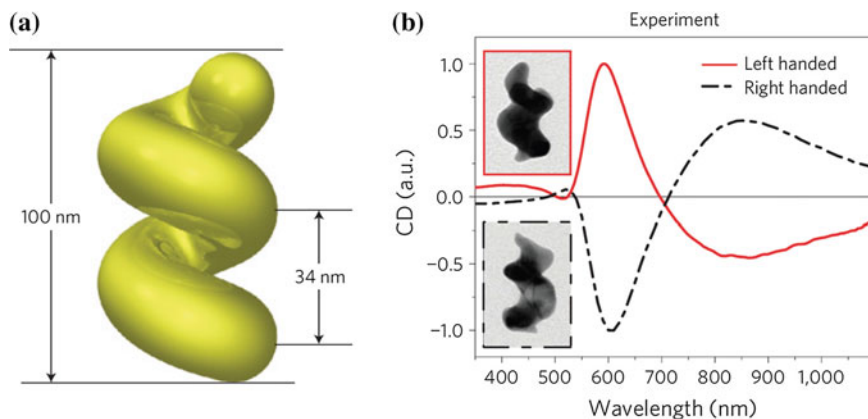 (a)
100 nm
34 nm
(b)
Experiment
Left handed
Right handed
CD (a.u.)
1.0
0.5
0.0
−0.5
−1.0
400 500 600 700 800 900 1,000
Wavelength (nm)